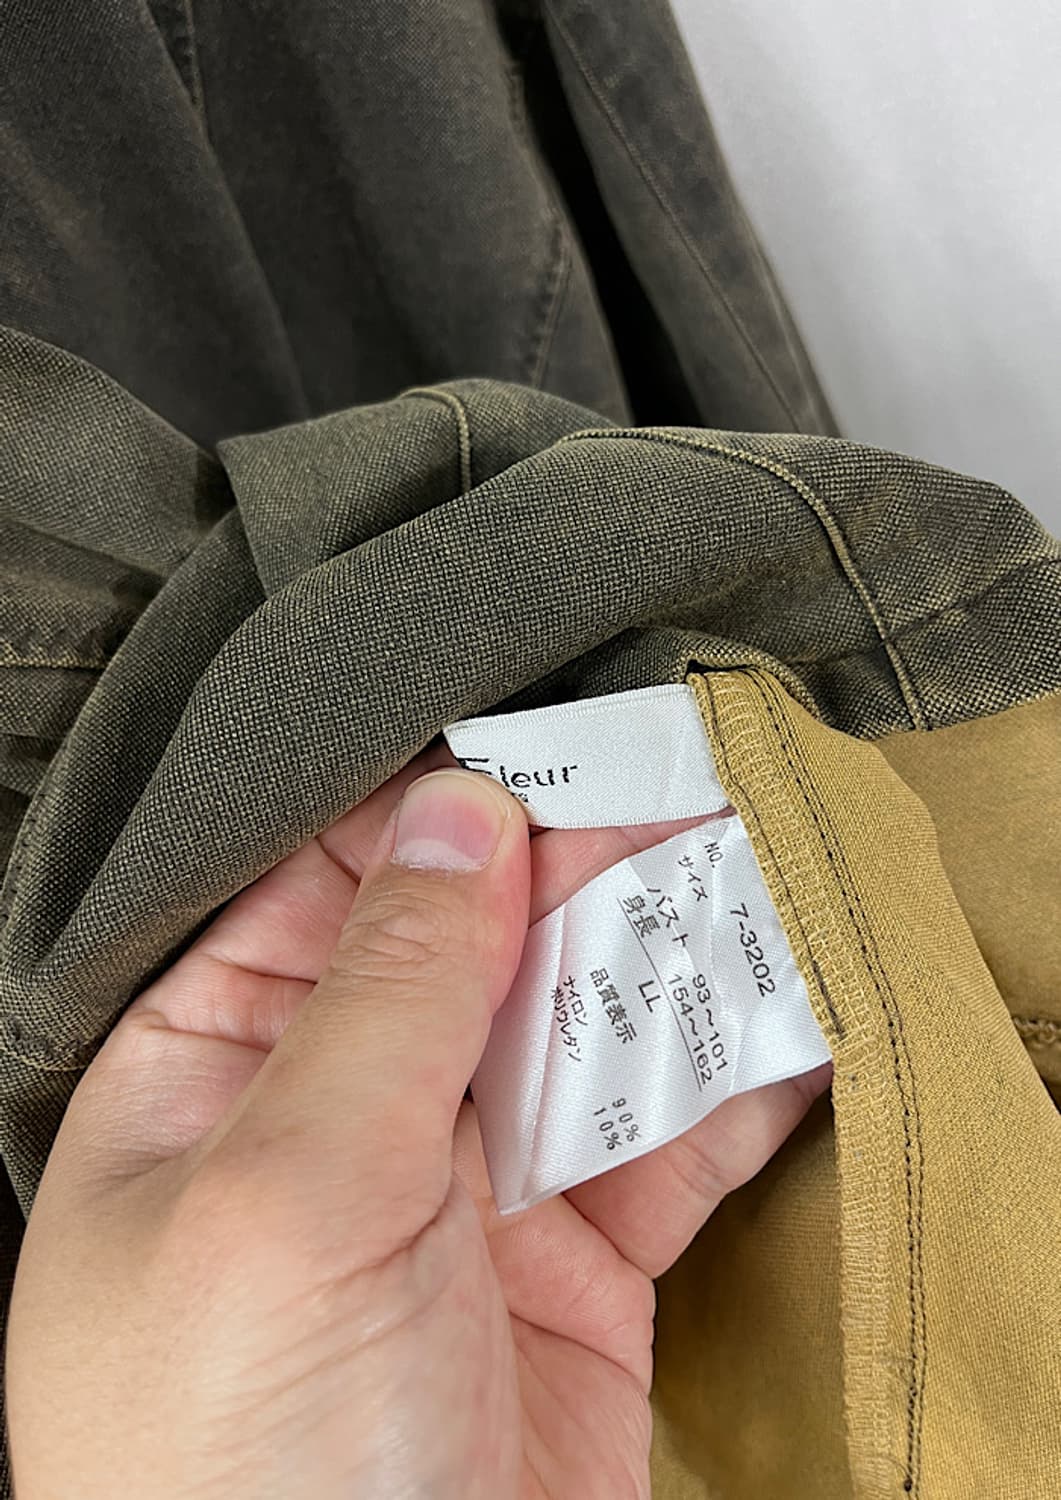 Fleur
NO. 7-3202
サイズ
バスト 93~101
身長 154~162
LL
品質表示
ナイロン 90%
ポリウレタン 10%